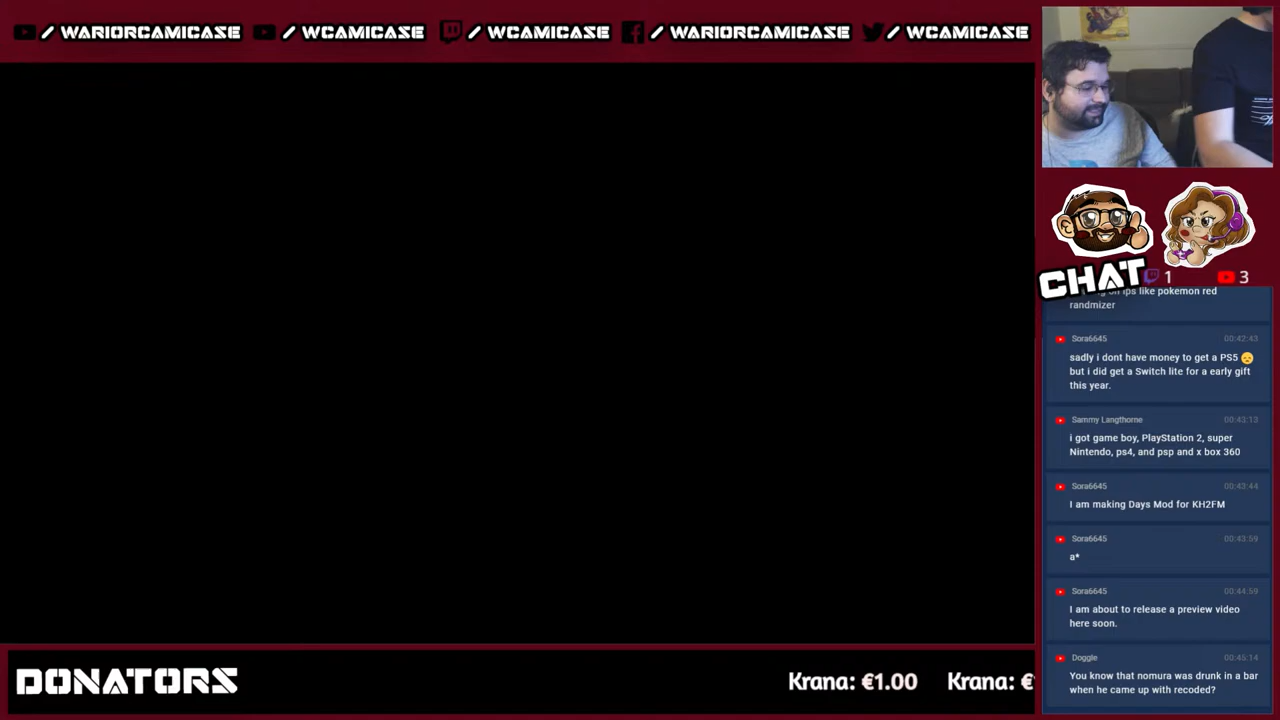 / WARIORCAMICASE / WCAMICASE / WCAMICASE / WARIORCAMICASE / WCAMICASE
CHAT 1 3
ips like pokemon red
randmizer
Sora6645 00:42:43
sadly i dont have money to get a PS5 😔
but i did get a Switch lite for a early gift
this year.
Sammy Langthorne 00:43:13
i got game boy, PlayStation 2, super
Nintendo, ps4, and psp and x box 360
Sora6645 00:43:44
I am making Days Mod for KH2FM
Sora6645 00:43:59
a*
Sora6645 00:44:59
I am about to release a preview video
here soon.
Doggle 00:45:14
You know that nomura was drunk in a bar
when he came up with recoded?
DONATORS Krana: €1.00 Krana: €